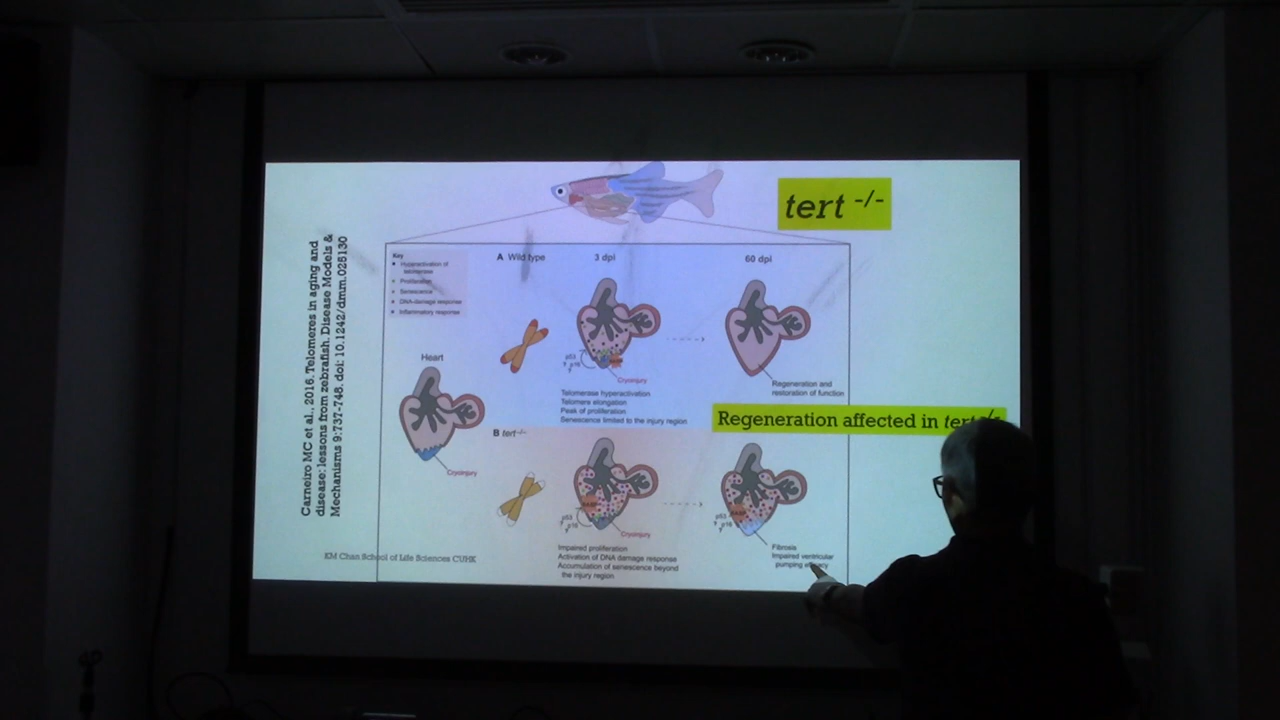 tert -/-
Carneiro MC et al., 2016. Telomeres in aging and
disease: lessons from zebrafish. Disease Models &
Mechanisms 9:737-748. doi: 10.1242/dmm.025130
Key
Hyperactivation of
telomerase
Proliferation
Senescence
DNA-damage response
Inflammatory response
A Wild type
3 dpi
60 dpi
p53
p16
Cryoinjury
Telomerase hyperactivation
Telomere elongation
Peak of proliferation
Senescence limited to the injury region
Regeneration and
restoration of function
Heart
Cryoinjury
Regeneration affected in tert-/-
B tert-/-
p53
p16
Cryoinjury
Impaired proliferation
Activation of DNA damage response
Accumulation of senescence beyond
the injury region
p53
p16
Fibrosis
Impaired ventricular
pumping
KM Chan School of Life Sciences CUHK